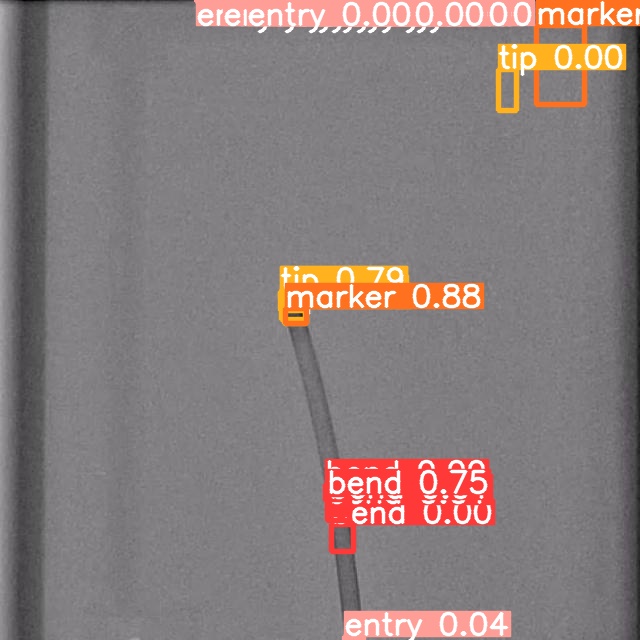 entry 0.00
marker
tip 0.00
tip 0.79
marker 0.88
bend 0.75
end 0.00
entry 0.04